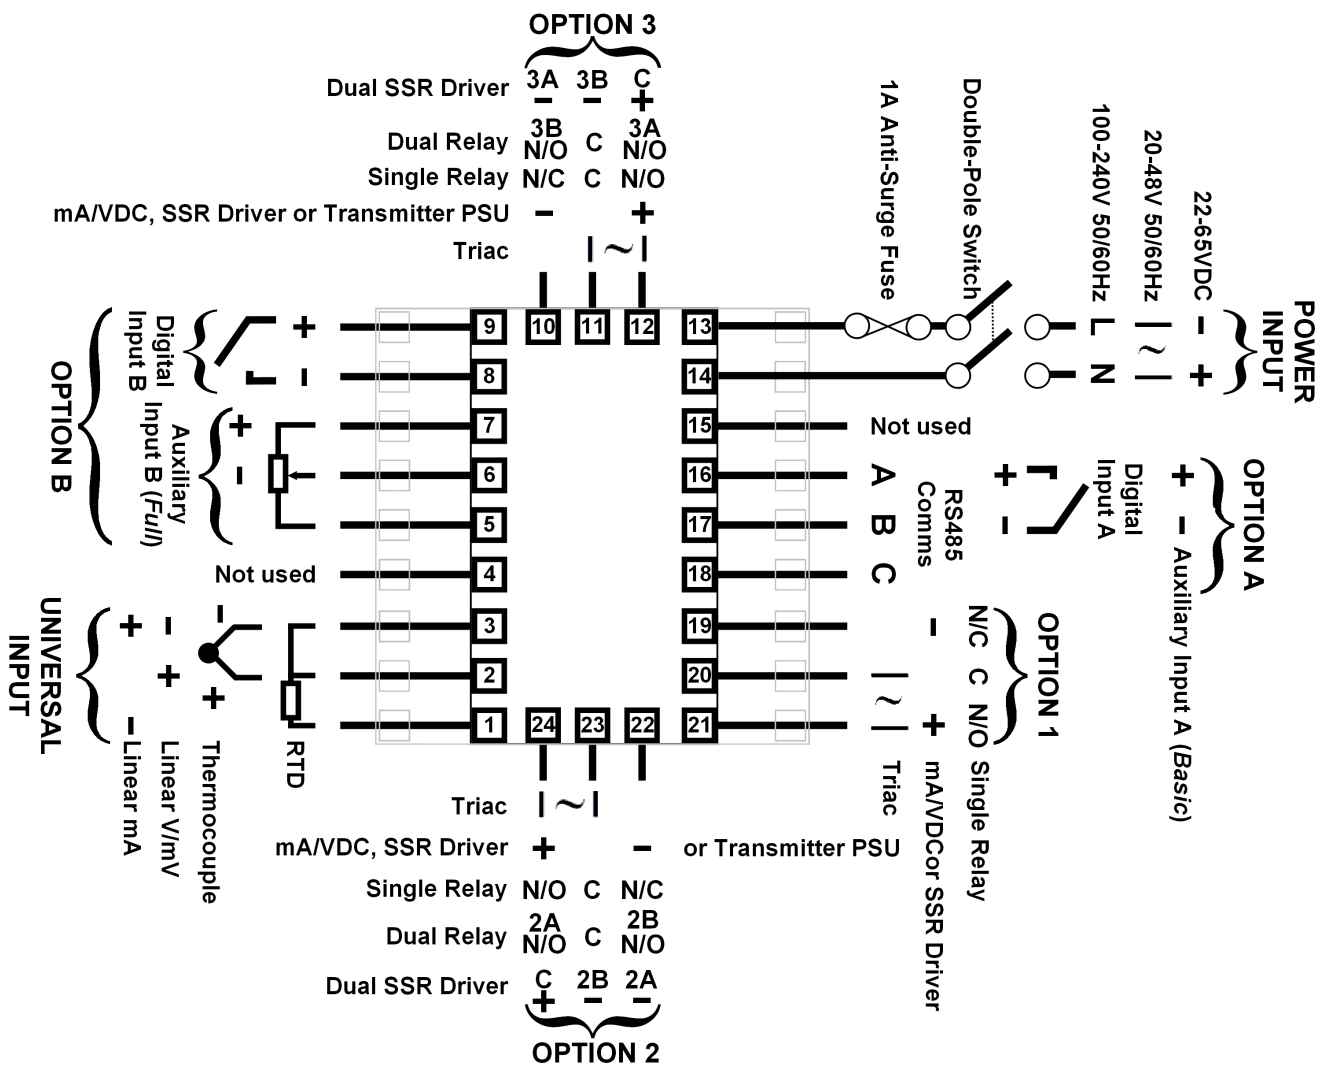 OPTION 3
Dual SSR Driver 3A 3B C
− − +
Dual Relay 3B N/O C 3A N/O
Single Relay N/C C N/O
mA/VDC, SSR Driver or Transmitter PSU − +
Triac | ~ |
OPTION B
Digital
Input B
+
−
Auxiliary
Input B (Full)
+
−
Not used
UNIVERSAL
INPUT
+ − Linear mA
− + Linear V/mV
− + Thermocouple
RTD
9
8
7
6
5
4
3
2
1
10 11 12
24 23 22
13
14
15
16
17
18
19
20
21
1A Anti-Surge Fuse
Double-Pole Switch
100-240V 50/60Hz
L
N
20-48V 50/60Hz
| ~ |
22-65VDC
− +
POWER
INPUT
Not used
A
B
C
RS485
Comms
+ −
Digital
Input A
+ − Auxiliary Input A (Basic)
OPTION A
OPTION 1
N/C C N/O Single Relay
− + mA/VDCor SSR Driver
| ~ | Triac
Triac | ~ |
mA/VDC, SSR Driver + − or Transmitter PSU
Single Relay N/O C N/C
Dual Relay 2A N/O C 2B N/O
Dual SSR Driver C 2B 2A
+ − −
OPTION 2